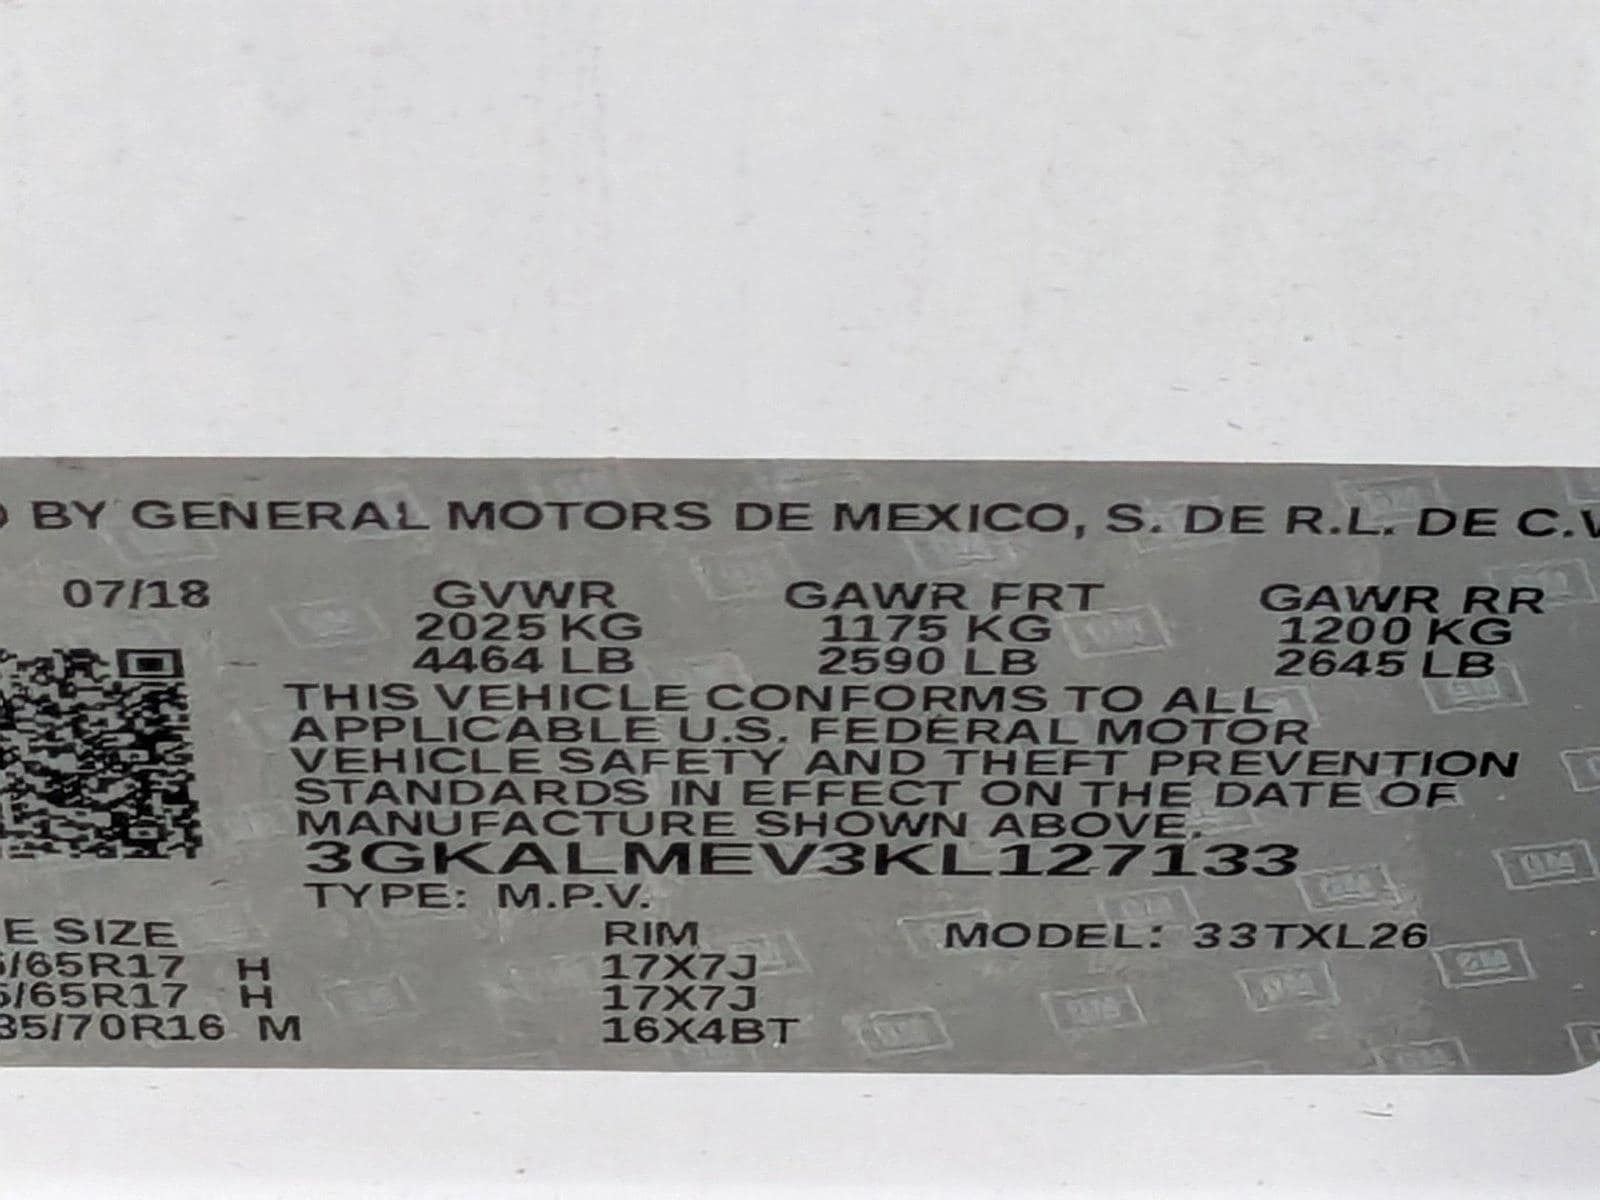 BY GENERAL MOTORS DE MEXICO, S. DE R.L. DE C.V
07/18 GVWR GAWR FRT GAWR RR
2025 KG 1175 KG 1200 KG
4464 LB 2590 LB 2645 LB
THIS VEHICLE CONFORMS TO ALL
APPLICABLE U.S. FEDERAL MOTOR
VEHICLE SAFETY AND THEFT PREVENTION
STANDARDS IN EFFECT ON THE DATE OF
MANUFACTURE SHOWN ABOVE.
3GKALMEV3KL127133
TYPE: M.P.V.
E SIZE RIM MODEL: 33TXL26
/65R17 H 17X7J
5/65R17 H 17X7J
35/70R16 M 16X4BT